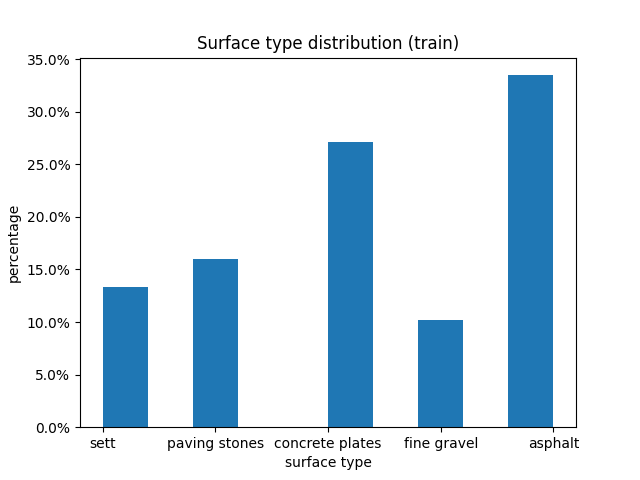 Surface type distribution (train)
35.0%
30.0%
25.0%
20.0%
15.0%
10.0%
5.0%
0.0%
percentage
sett paving stones concrete plates fine gravel asphalt
surface type